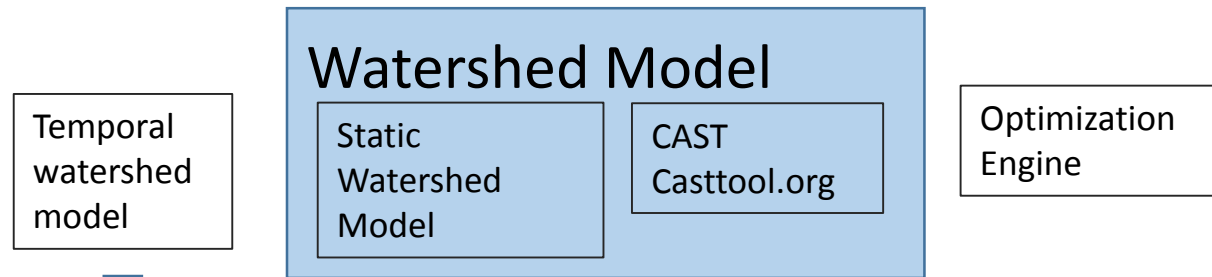 Watershed Model
Temporal
watershed
model
Static
Watershed
Model
CAST
Casttool.org
Optimization
Engine